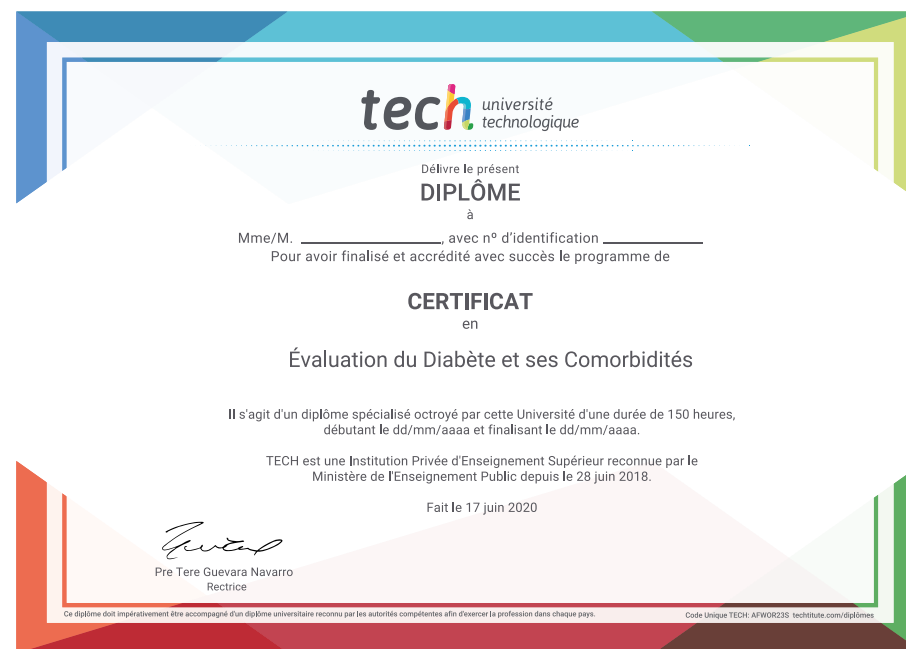 tech université
technologique
Délivre le présent
DIPLÔME
à
Mme/M. ____________________, avec nº d'identification ______________
Pour avoir finalisé et accrédité avec succès le programme de
CERTIFICAT
en
Évaluation du Diabète et ses Comorbidités
Il s'agit d'un diplôme spécialisé octroyé par cette Université d'une durée de 150 heures,
débutant le dd/mm/aaaa et finalisant le dd/mm/aaaa.
TECH est une Institution Privée d'Enseignement Supérieur reconnue par le
Ministère de l'Enseignement Public depuis le 28 juin 2018.
Fait le 17 juin 2020
Pre Tere Guevara Navarro
Rectrice
Ce diplôme doit impérativement être accompagné d'un diplôme universitaire reconnu par les autorités compétentes afin d'exercer la profession dans chaque pays.
Code Unique TECH: AFWOR23S techtitute.com/diplômes